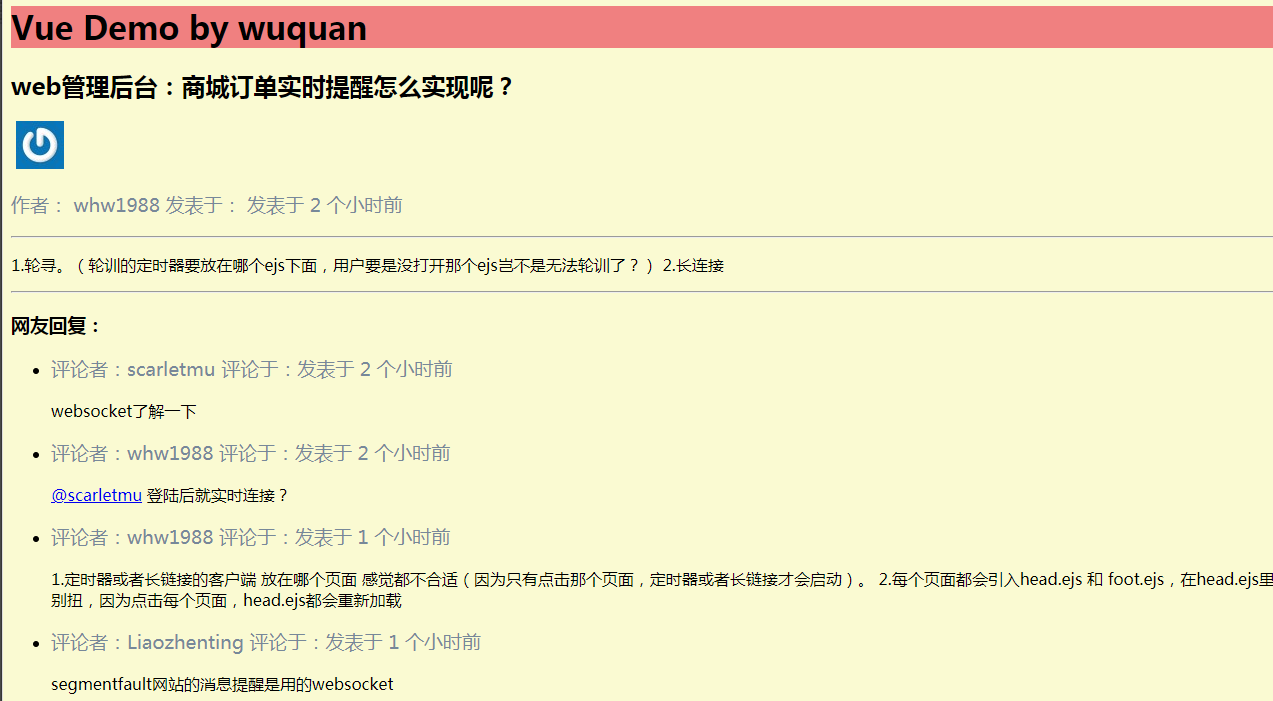 Vue Demo by wuquan
web管理后台：商城订单实时提醒怎么实现呢？
作者： whw1988 发表于： 发表于 2 个小时前
1.轮寻。（轮训的定时器要放在哪个ejs下面，用户要是没打开那个ejs岂不是无法轮训了？） 2.长连接
网友回复：
评论者：scarletmu 评论于：发表于 2 个小时前
websocket了解一下
评论者：whw1988 评论于：发表于 2 个小时前
@scarletmu 登陆后就实时连接？
评论者：whw1988 评论于：发表于 1 个小时前
1.定时器或者长链接的客户端 放在哪个页面 感觉都不合适（因为只有点击那个页面，定时器或者长链接才会启动）。 2.每个页面都会引入head.ejs 和 foot.ejs，在head.ejs里
别扭，因为点击每个页面，head.ejs都会重新加载
评论者：Liaozhenting 评论于：发表于 1 个小时前
segmentfault网站的消息提醒是用的websocket